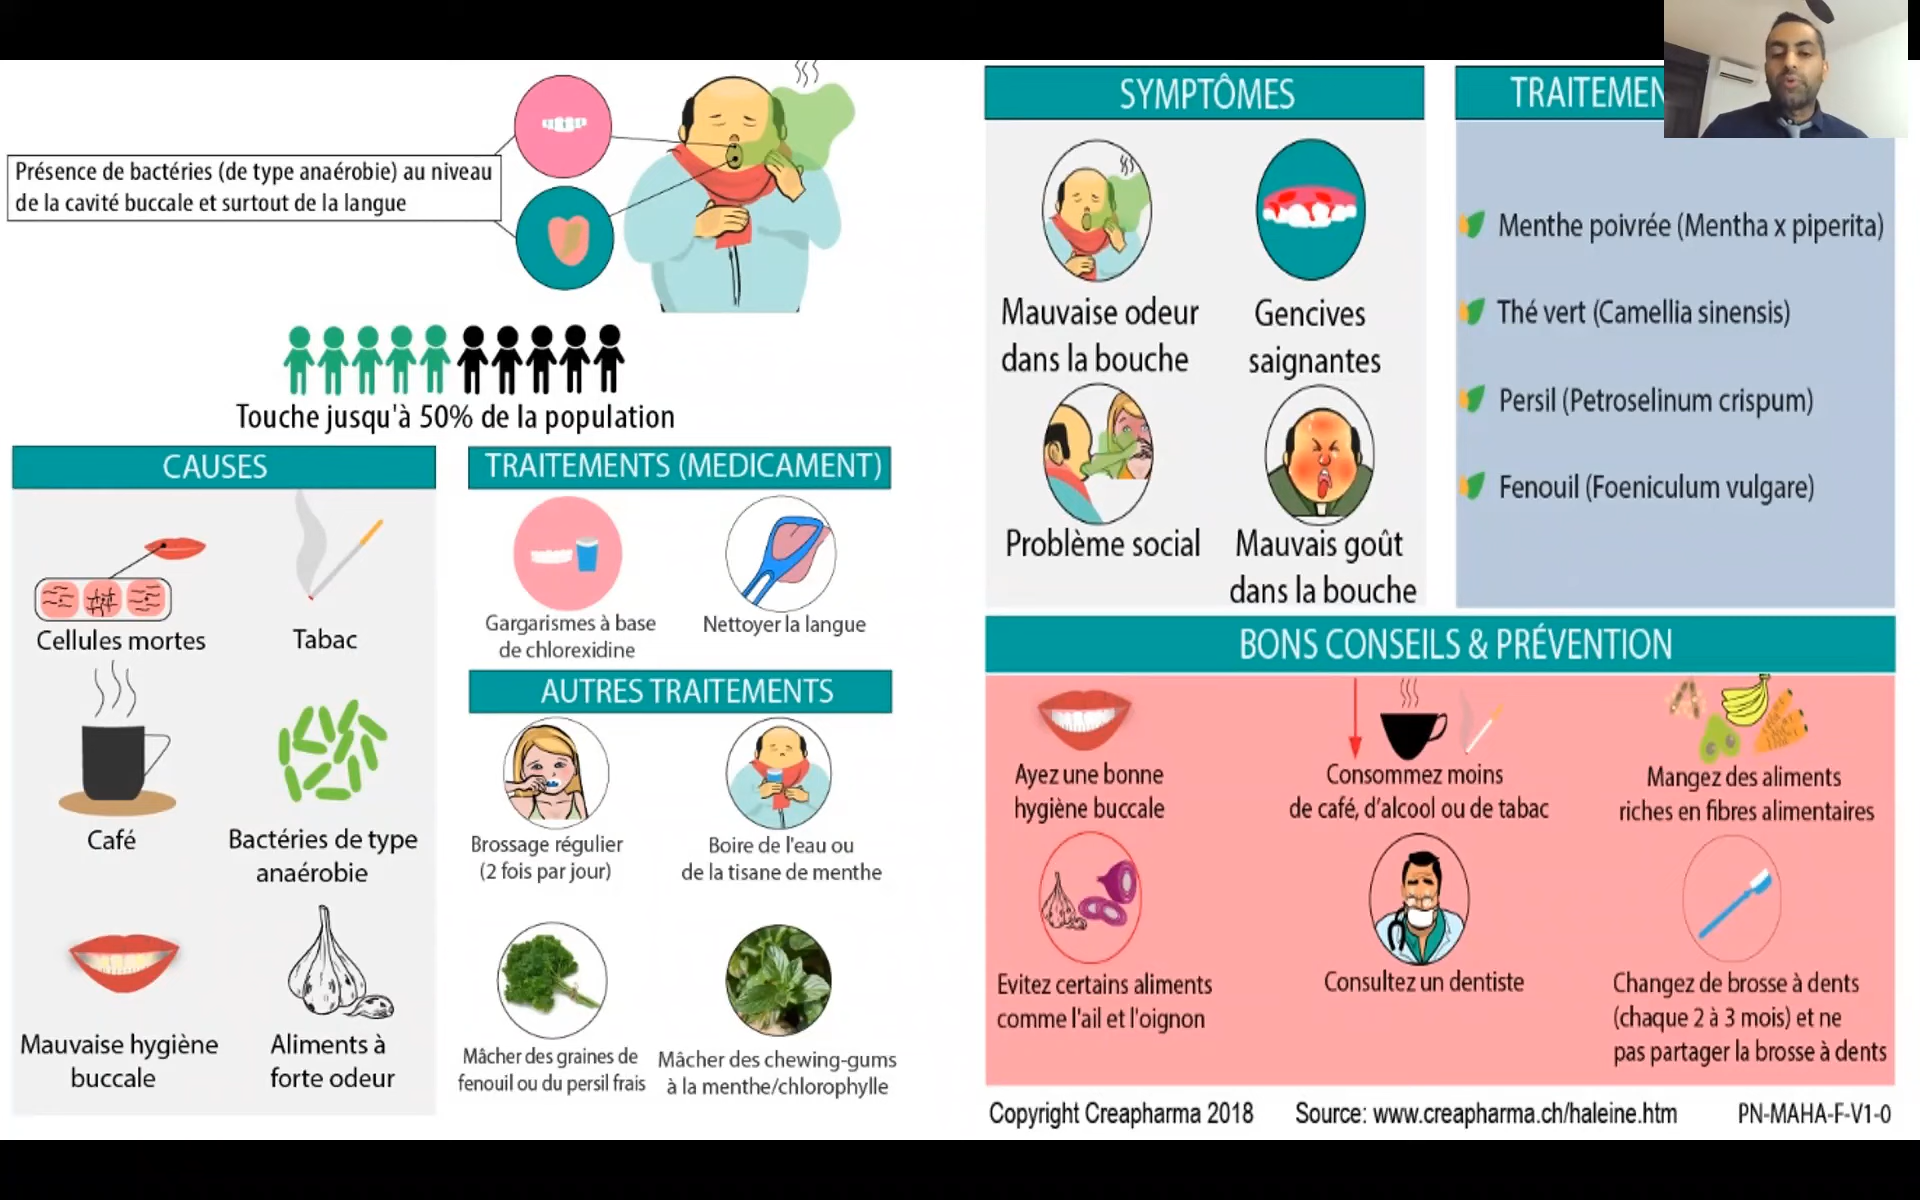 Présence de bactéries (de type anaérobie) au niveau
de la cavité buccale et surtout de la langue
Touche jusqu'à 50% de la population
CAUSES
Cellules mortes
Tabac
Café
Bactéries de type
anaérobie
Mauvaise hygiène
buccale
Aliments à
forte odeur
TRAITEMENTS (MEDICAMENT)
Gargarismes à base
de chlorexidine
Nettoyer la langue
AUTRES TRAITEMENTS
Brossage régulier
(2 fois par jour)
Boire de l'eau ou
de la tisane de menthe
Mâcher des graines de
fenouil ou du persil frais
Mâcher des chewing-gums
à la menthe/chlorophylle
SYMPTÔMES
Mauvaise odeur
dans la bouche
Gencives
saignantes
Problème social
Mauvais goût
dans la bouche
Menthe poivrée (Mentha x piperita)
Thé vert (Camellia sinensis)
Persil (Petroselinum crispum)
Fenouil (Foeniculum vulgare)
BONS CONSEILS & PRÉVENTION
Ayez une bonne
hygiène buccale
Consommez moins
de café, d'alcool ou de tabac
Mangez des aliments
riches en fibres alimentaires
Evitez certains aliments
comme l'ail et l'oignon
Consultez un dentiste
Changez de brosse à dents
(chaque 2 à 3 mois) et ne
pas partager la brosse à dents
Copyright Creapharma 2018
Source: www.creapharma.ch/haleine.htm
PN-MAHA-F-V1-0